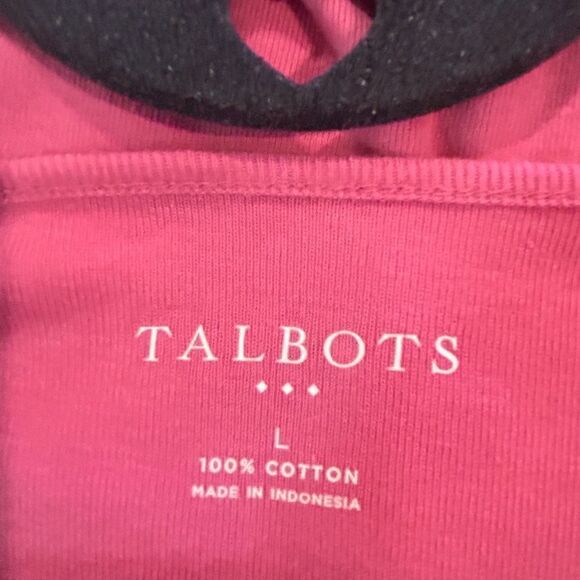 TALBOTS
L
100% COTTON
MADE IN INDONESIA